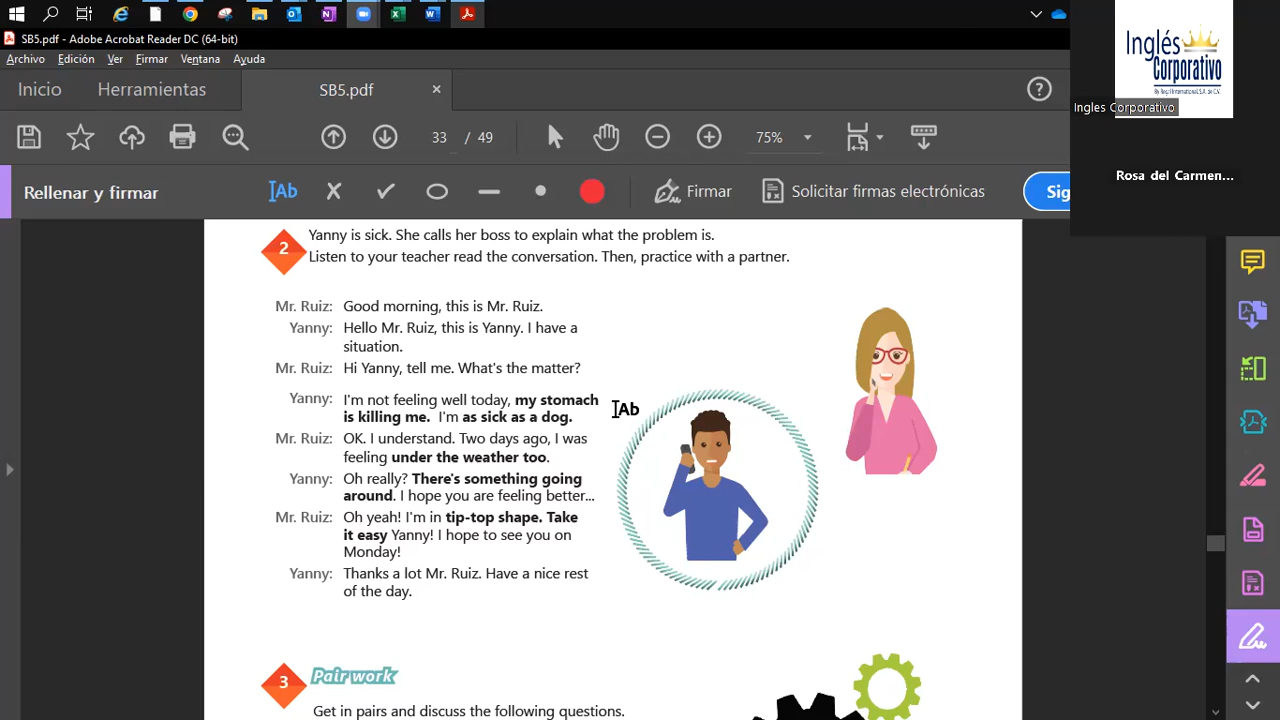 SB5.pdf - Adobe Acrobat Reader DC (64-bit)
Archivo Edición Ver Firmar Ventana Ayuda
Inicio Herramientas SB5.pdf ×
33 / 49 75%
Rellenar y firmar Ab Firmar Solicitar firmas electrónicas Sig
Inglés
Corporativo
Ingles Corporativo
Rosa del Carmen...
2
Yanny is sick. She calls her boss to explain what the problem is.
Listen to your teacher read the conversation. Then, practice with a partner.
Mr. Ruiz: Good morning, this is Mr. Ruiz.
Yanny: Hello Mr. Ruiz, this is Yanny. I have a
situation.
Mr. Ruiz: Hi Yanny, tell me. What's the matter?
Yanny: I'm not feeling well today, my stomach
is killing me. I'm as sick as a dog.
Ab
Mr. Ruiz: OK. I understand. Two days ago, I was
feeling under the weather too.
Yanny: Oh really? There's something going
around. I hope you are feeling better...
Mr. Ruiz: Oh yeah! I'm in tip-top shape. Take
it easy Yanny! I hope to see you on
Monday!
Yanny: Thanks a lot Mr. Ruiz. Have a nice rest
of the day.
3
Pair work
Get in pairs and discuss the following questions.